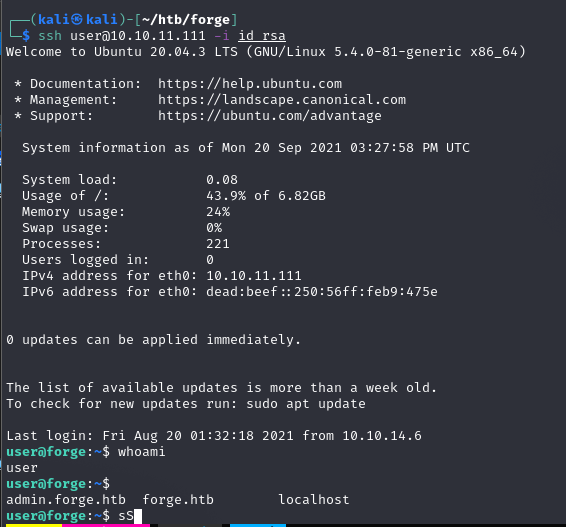 ┌──(kali㉿kali)-[~/htb/forge]
└─$ ssh user@10.10.11.111 -i id_rsa
Welcome to Ubuntu 20.04.3 LTS (GNU/Linux 5.4.0-81-generic x86_64)
* Documentation:  https://help.ubuntu.com
* Management:     https://landscape.canonical.com
* Support:        https://ubuntu.com/advantage
System information as of Mon 20 Sep 2021 03:27:58 PM UTC
System load:           0.08
Usage of /:            43.9% of 6.82GB
Memory usage:          24%
Swap usage:            0%
Processes:             221
Users logged in:       0
IPv4 address for eth0: 10.10.11.111
IPv6 address for eth0: dead:beef::250:56ff:feb9:475e
0 updates can be applied immediately.
The list of available updates is more than a week old.
To check for new updates run: sudo apt update
Last login: Fri Aug 20 01:32:18 2021 from 10.10.14.6
user@forge:~$ whoami
user
user@forge:~$
admin.forge.htb  forge.htb        localhost
user@forge:~$ sS